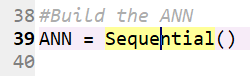 38 #Build the ANN
39 ANN = Sequential()
40